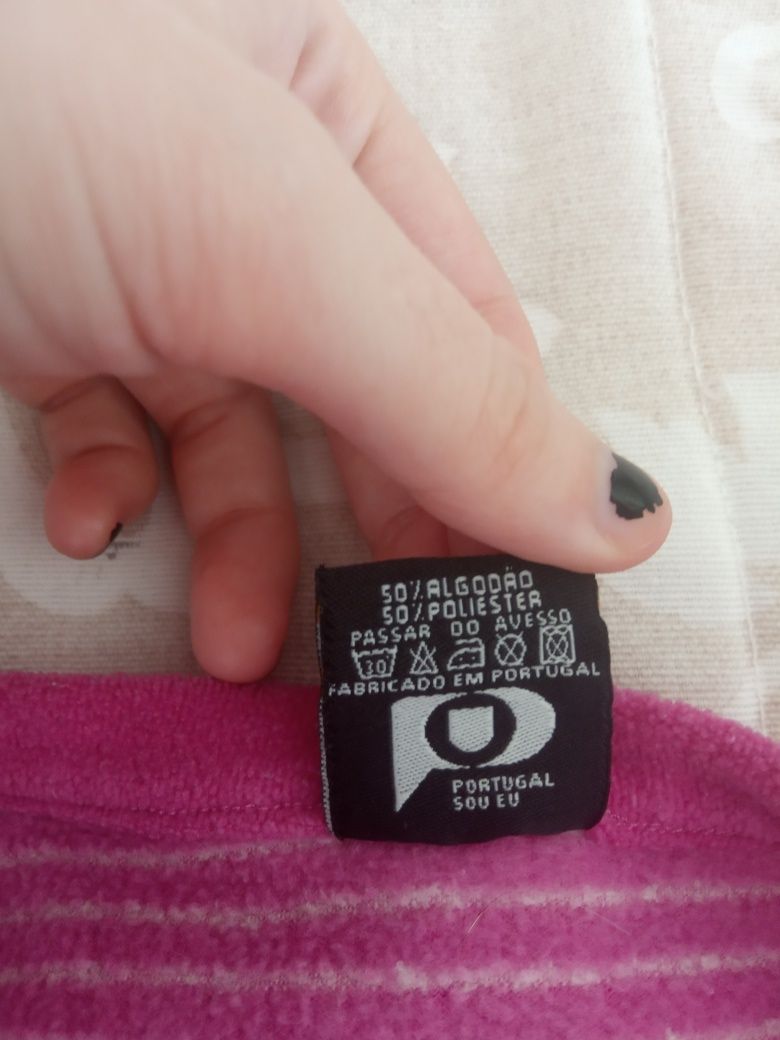 50% ALGODÃO
50% POLIESTER
PASSAR DO AVESSO
30
FABRICADO EM PORTUGAL
PORTUGAL
SOU EU